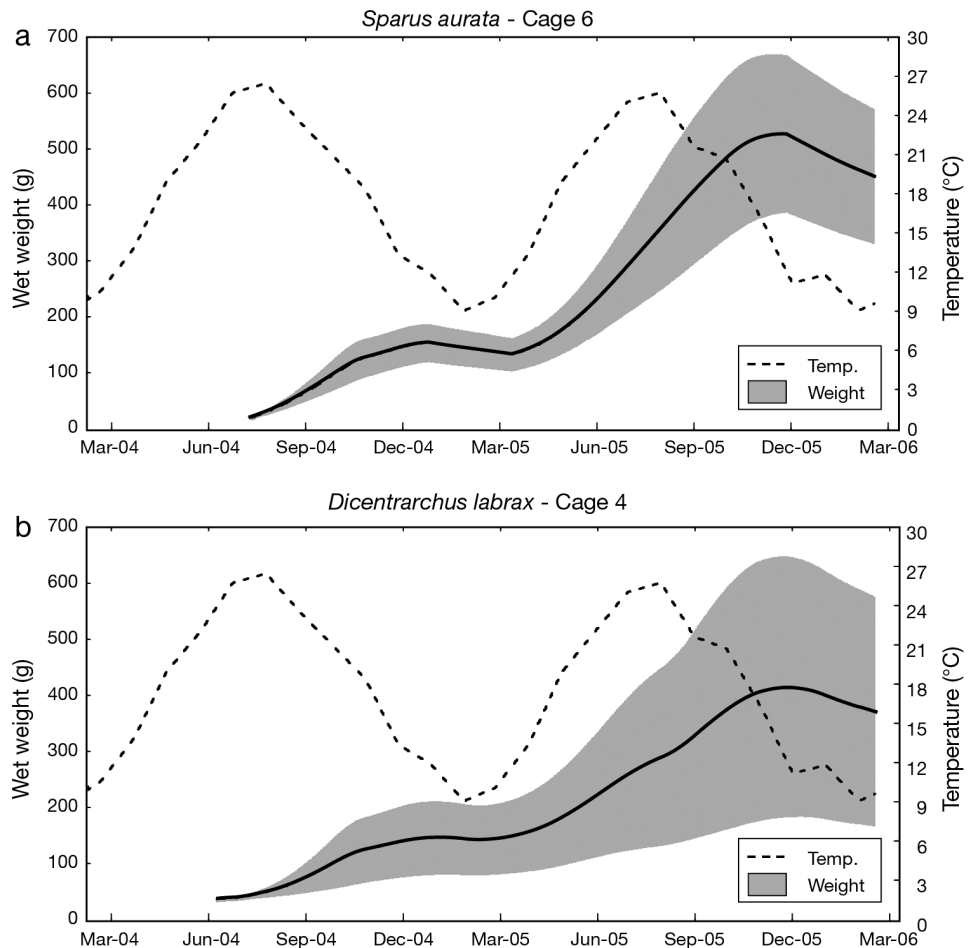 a
Sparus aurata - Cage 6
700
600
500
400
300
200
100
0
Wet weight (g)
30
27
24
21
18
15
12
9
6
3
0
Temperature (°C)
Temp.
Weight
Mar-04 Jun-04 Sep-04 Dec-04 Mar-05 Jun-05 Sep-05 Dec-05 Mar-06
b
Dicentrarchus labrax - Cage 4
700
600
500
400
300
200
100
0
Wet weight (g)
30
27
24
21
18
15
12
9
6
3
0
Temperature (°C)
Temp.
Weight
Mar-04 Jun-04 Sep-04 Dec-04 Mar-05 Jun-05 Sep-05 Dec-05 Mar-06